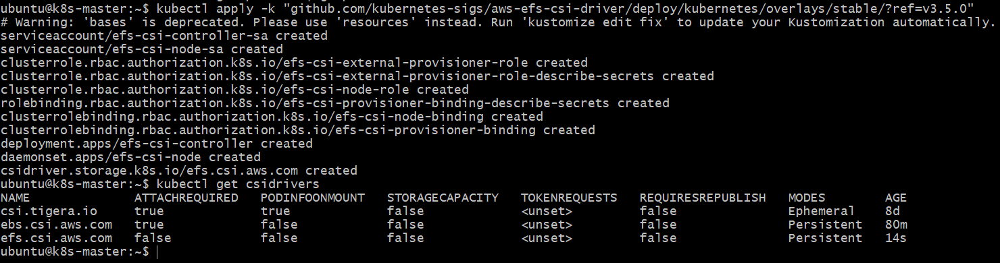 ubuntu@k8s-master:~$ kubectl apply -k "github.com/kubernetes-sigs/aws-efs-csi-driver/deploy/kubernetes/overlays/stable/?ref=v3.5.0"
# Warning: 'bases' is deprecated. Please use 'resources' instead. Run 'kustomize edit fix' to update your Kustomization automatically.
serviceaccount/efs-csi-controller-sa created
serviceaccount/efs-csi-node-sa created
clusterrole.rbac.authorization.k8s.io/efs-csi-external-provisioner-role created
clusterrole.rbac.authorization.k8s.io/efs-csi-external-provisioner-role-describe-secrets created
clusterrole.rbac.authorization.k8s.io/efs-csi-node-role created
rolebinding.rbac.authorization.k8s.io/efs-csi-provisioner-binding-describe-secrets created
clusterrolebinding.rbac.authorization.k8s.io/efs-csi-node-binding created
clusterrolebinding.rbac.authorization.k8s.io/efs-csi-provisioner-binding created
deployment.apps/efs-csi-controller created
daemonset.apps/efs-csi-node created
csidriver.storage.k8s.io/efs.csi.aws.com created
ubuntu@k8s-master:~$ kubectl get csidrivers
NAME              ATTACHREQUIRED   PODINFOONMOUNT   STORAGECAPACITY   TOKENREQUESTS   REQUIRESREPUBLISH   MODES        AGE
csi.tigera.io     true             true             false             <unset>         false               Ephemeral    8d
ebs.csi.aws.com   true             false            false             <unset>         false               Persistent   80m
efs.csi.aws.com   false            false            false             <unset>         false               Persistent   14s
ubuntu@k8s-master:~$